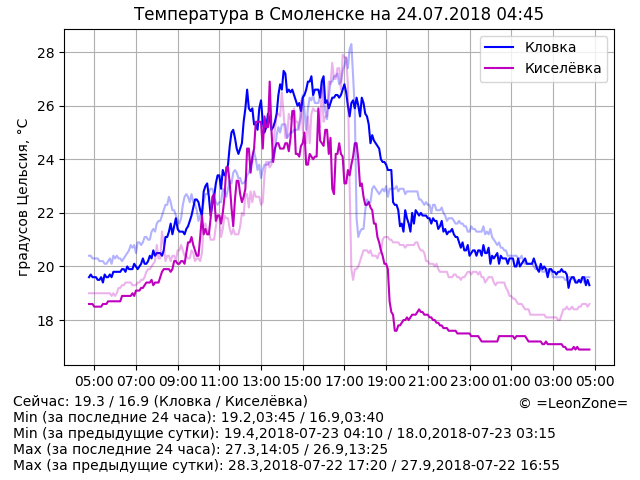 Температура в Смоленске на 24.07.2018 04:45
градусов Цельсия, °C
28
26
24
22
20
18
Кловка
Киселёвка
05:00 07:00 09:00 11:00 13:00 15:00 17:00 19:00 21:00 23:00 01:00 03:00 05:00
Сейчас: 19.3 / 16.9 (Кловка / Киселёвка)
© =LeonZone=
Min (за последние 24 часа): 19.2,03:45 / 16.9,03:40
Min (за предыдущие сутки): 19.4,2018-07-23 04:10 / 18.0,2018-07-23 03:15
Max (за последние 24 часа): 27.3,14:05 / 26.9,13:25
Max (за предыдущие сутки): 28.3,2018-07-22 17:20 / 27.9,2018-07-22 16:55